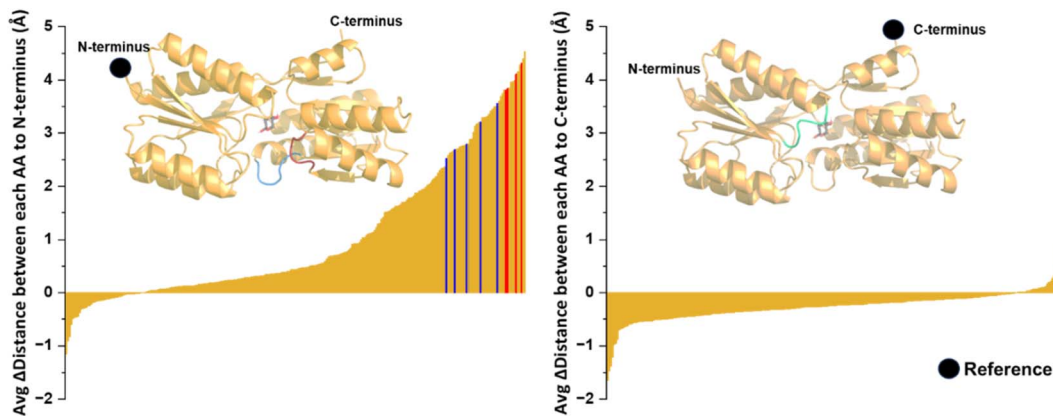 Avg ΔDistance between each AA to N-terminus (Å)
5
4
3
2
1
0
−1
−2
N-terminus
C-terminus
Avg ΔDistance between each AA to C-terminus (Å)
5
4
3
2
1
0
−1
−2
C-terminus
N-terminus
Reference